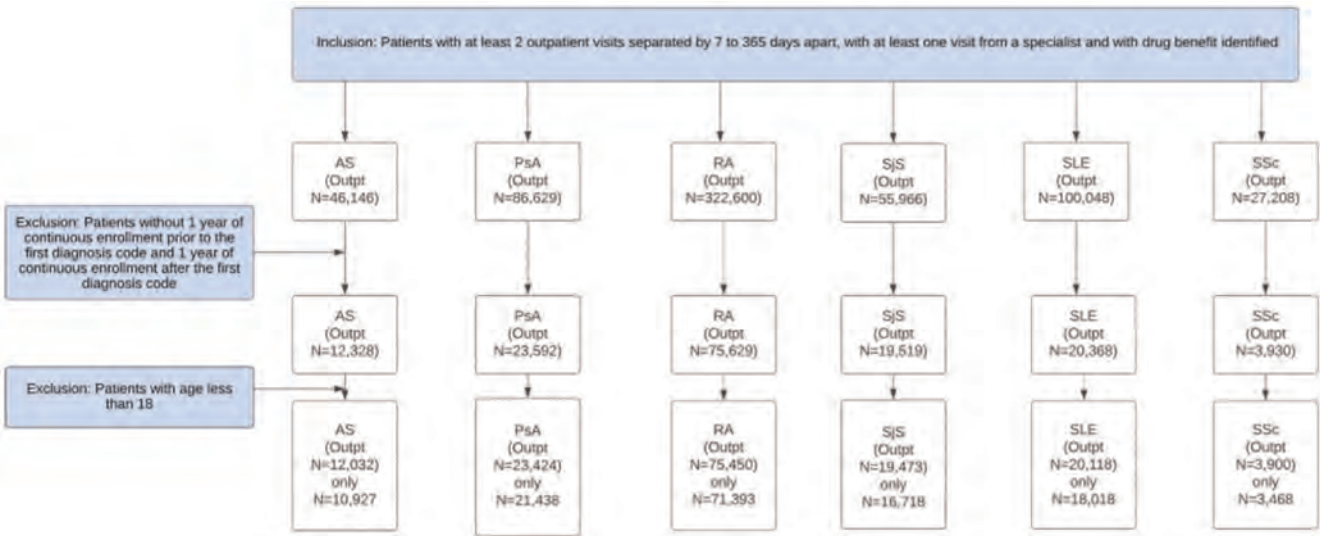 Inclusion: Patients with at least 2 outpatient visits separated by 7 to 365 days apart, with at least one visit from a specialist and with drug benefit identified
AS
(Outpt
N=46,146)
PsA
(Outpt
N=86,629)
RA
(Outpt
N=322,600)
SjS
(Outpt
N=55,966)
SLE
(Outpt
N=100,048)
SSc
(Outpt
N=27,208)
Exclusion: Patients without 1 year of
continuous enrollment prior to the
first diagnosis code and 1 year of
continuous enrollment after the first
diagnosis code
AS
(Outpt
N=12,328)
PsA
(Outpt
N=23,592)
RA
(Outpt
N=75,629)
SjS
(Outpt
N=19,519)
SLE
(Outpt
N=20,368)
SSc
(Outpt
N=3,930)
Exclusion: Patients with age less
than 18
AS
(Outpt
N=12,032)
only
N=10,927
PsA
(Outpt
N=23,424)
only
N=21,438
RA
(Outpt
N=75,450)
only
N=71,393
SjS
(Outpt
N=19,473)
only
N=16,718
SLE
(Outpt
N=20,118)
only
N=18,018
SSc
(Outpt
N=3,900)
only
N=3,468